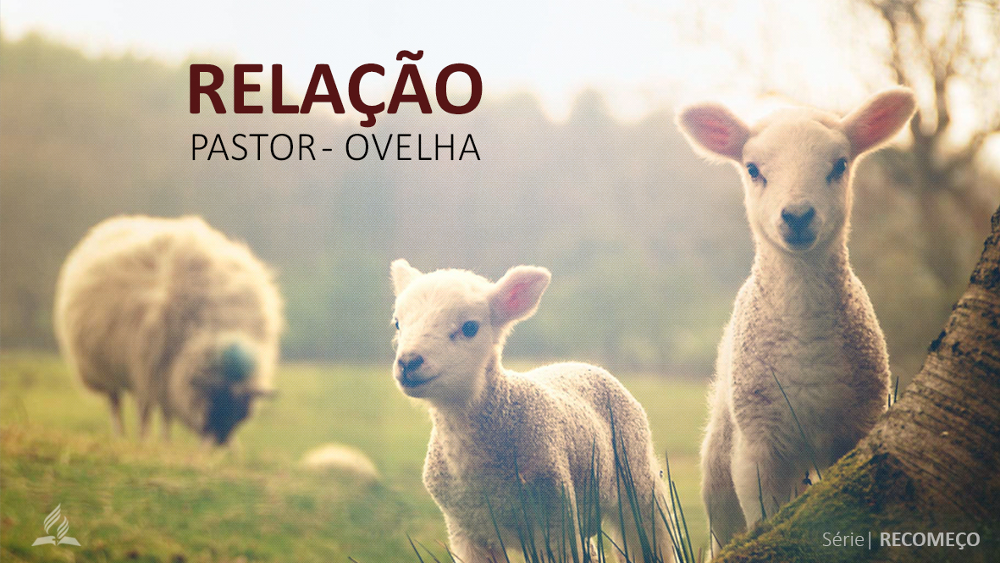 RELAÇÃO
PASTOR - OVELHA
Série| RECOMEÇO